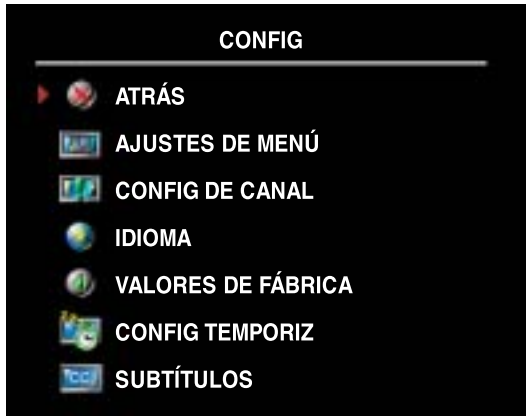 CONFIG
ATRÁS
AJUSTES DE MENÚ
CONFIG DE CANAL
IDIOMA
VALORES DE FÁBRICA
CONFIG TEMPORIZ
SUBTÍTULOS